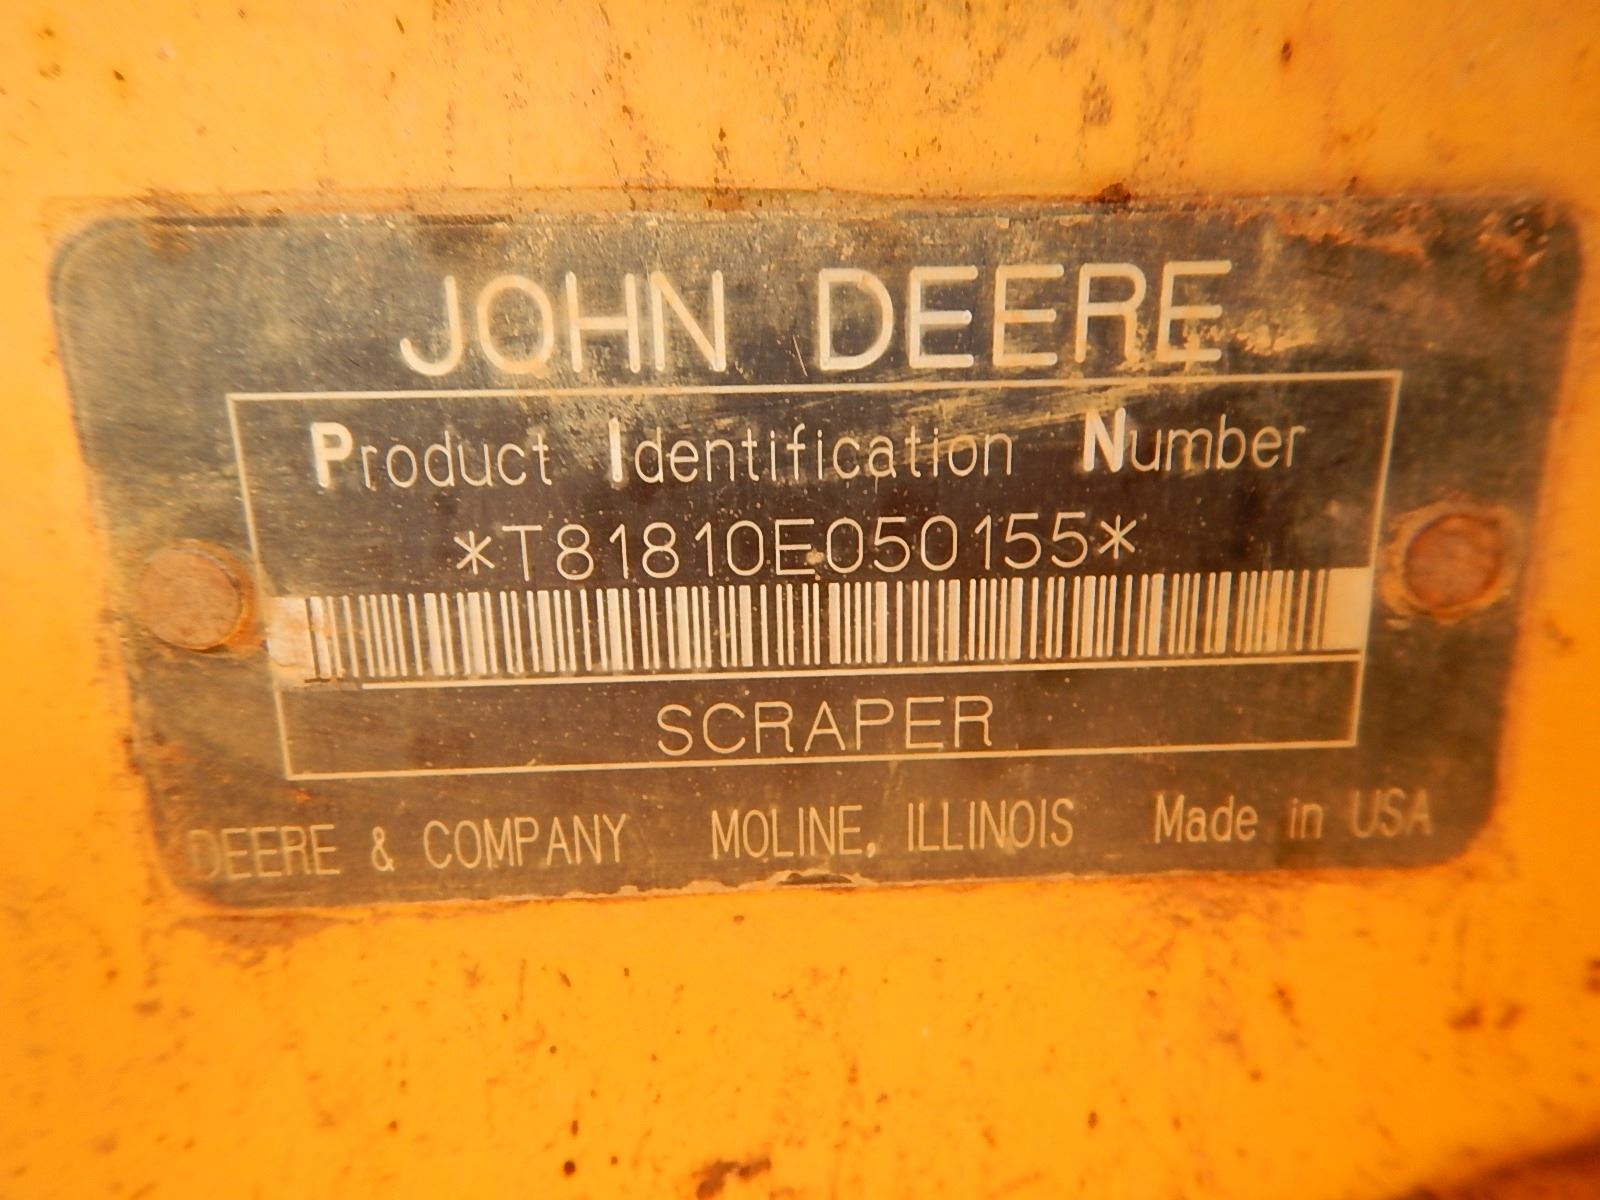 JOHN DEERE
Product Identification Number
*T81810E050155*
SCRAPER
DEERE & COMPANY MOLINE, ILLINOIS Made in USA